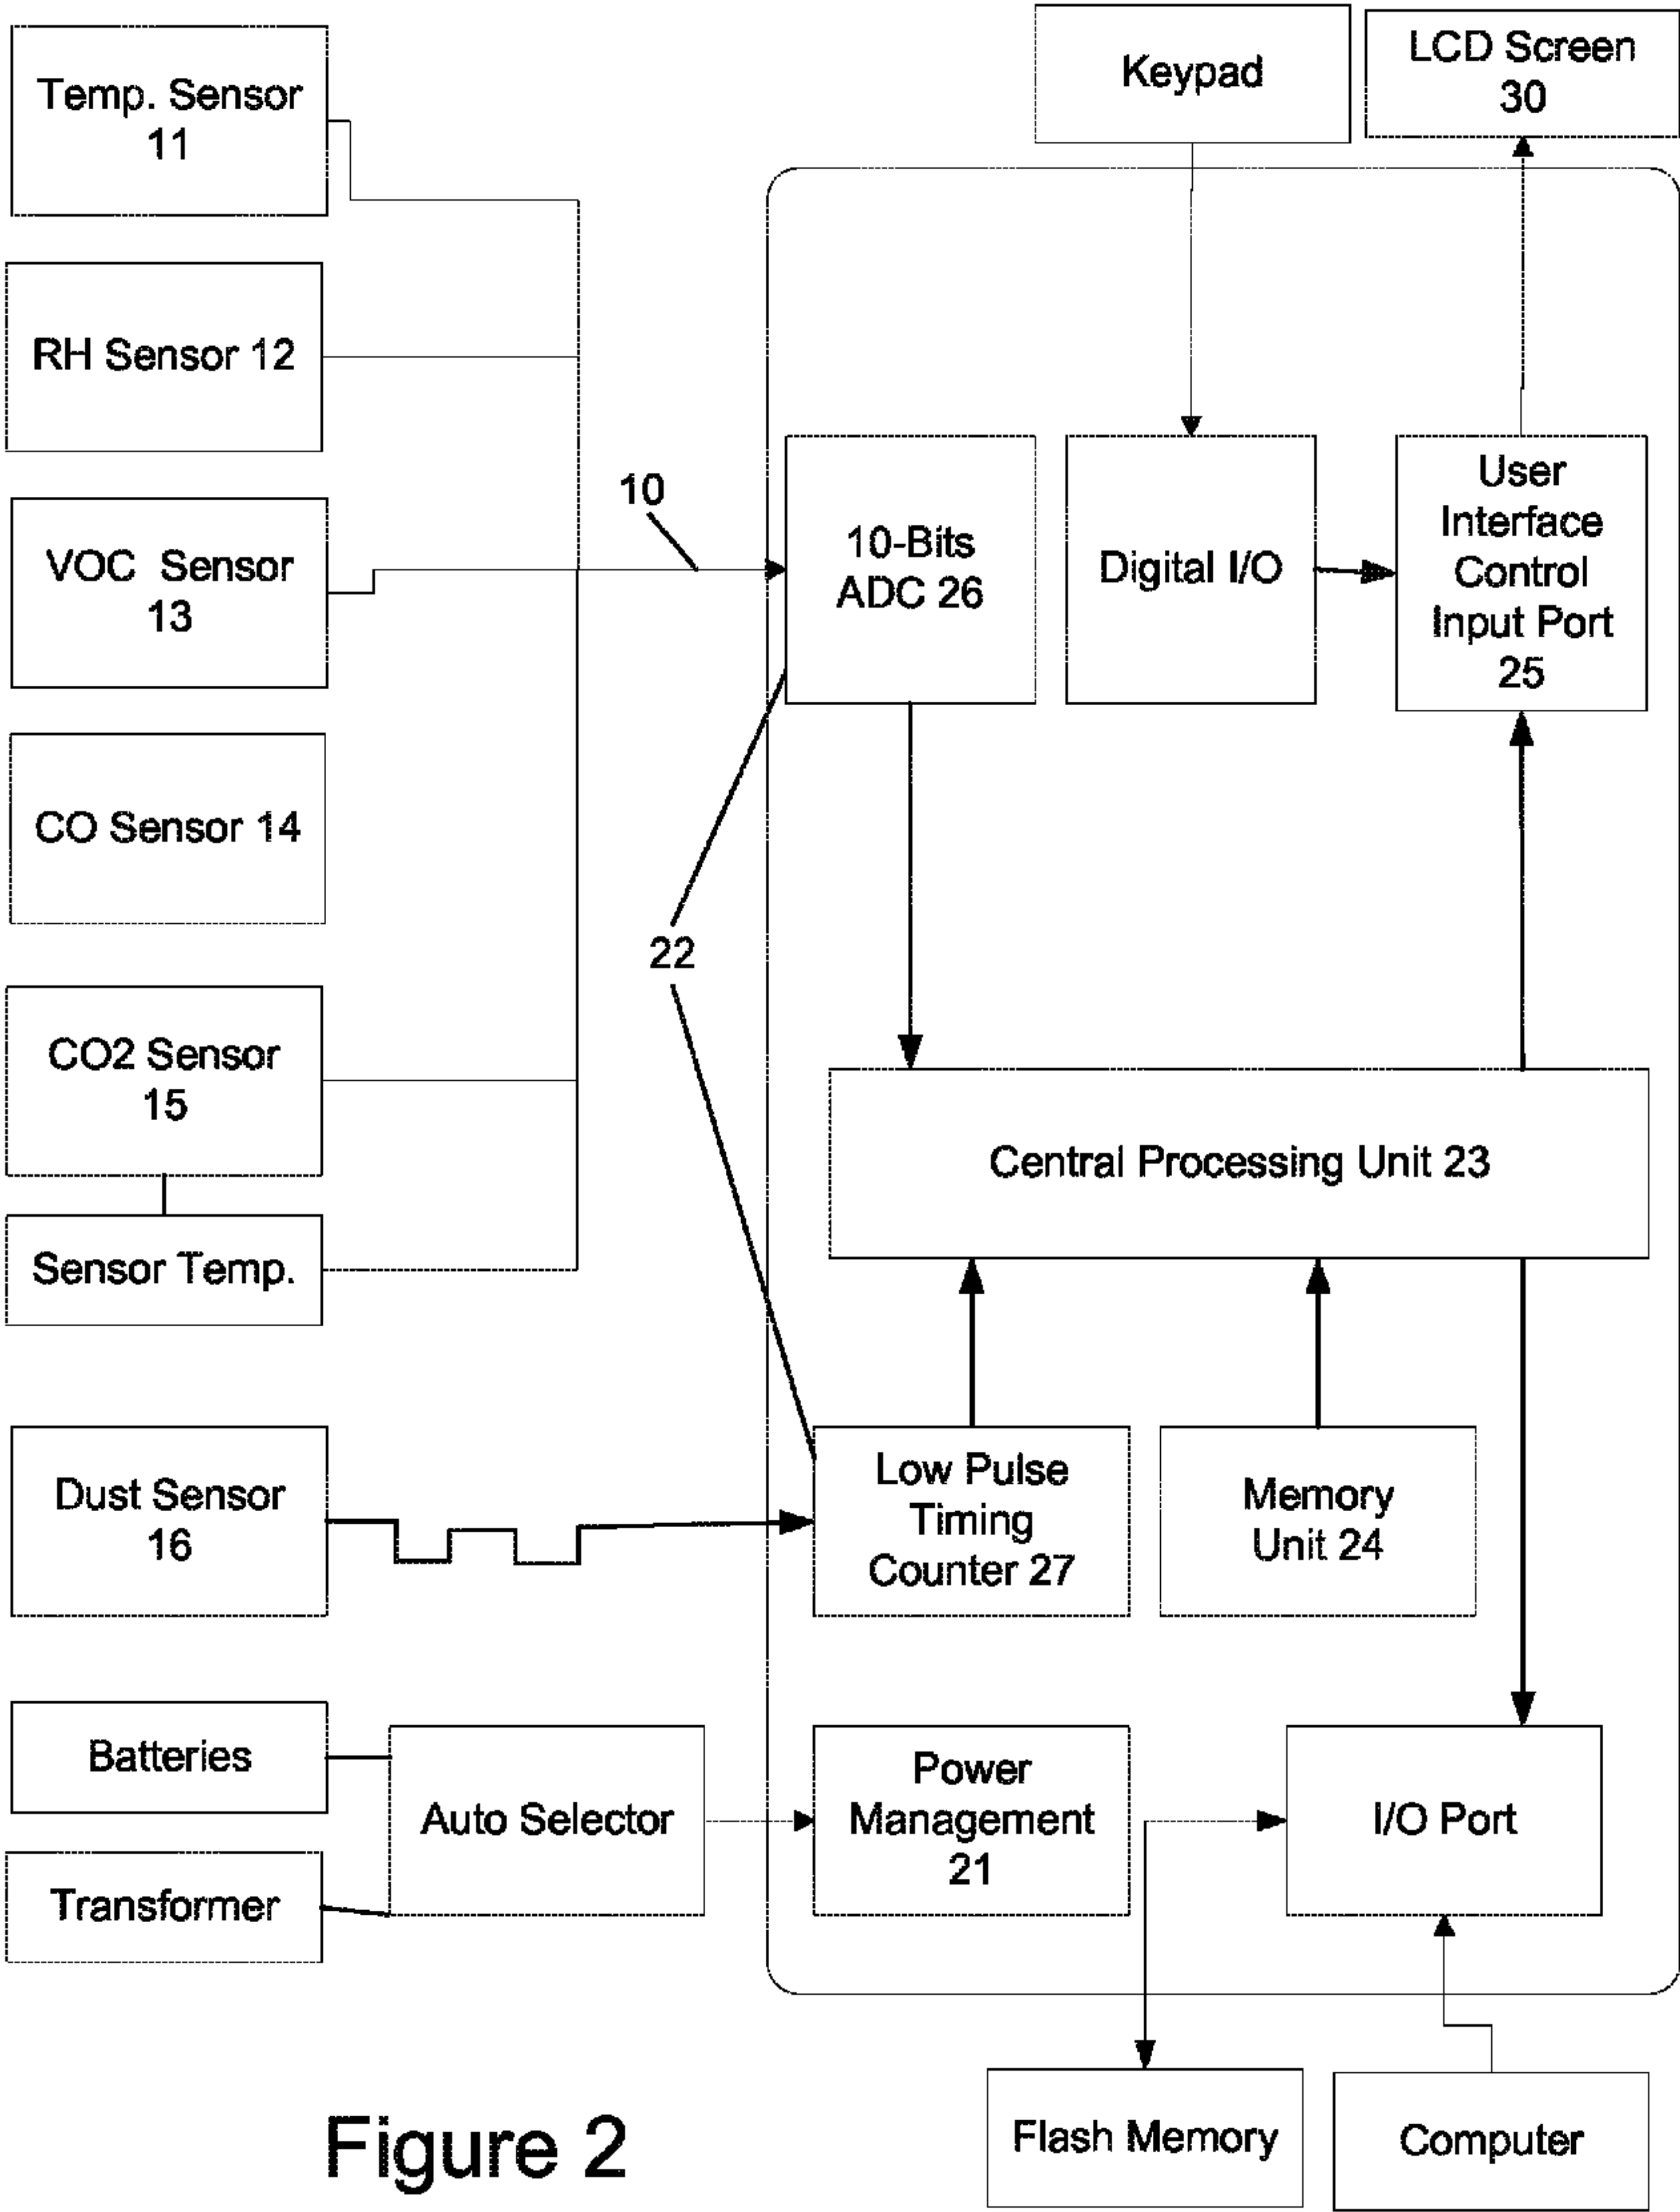 Temp. Sensor
11
RH Sensor 12
VOC Sensor
13
CO Sensor 14
CO2 Sensor
15
Sensor Temp.
Dust Sensor
16
Batteries
Transformer
Auto Selector
10
22
Keypad
LCD Screen
30
10-Bits
ADC 26
Digital I/O
User
Interface
Control
Input Port
25
Central Processing Unit 23
Low Pulse
Timing
Counter 27
Memory
Unit 24
Power
Management
21
I/O Port
Flash Memory
Computer
Figure 2